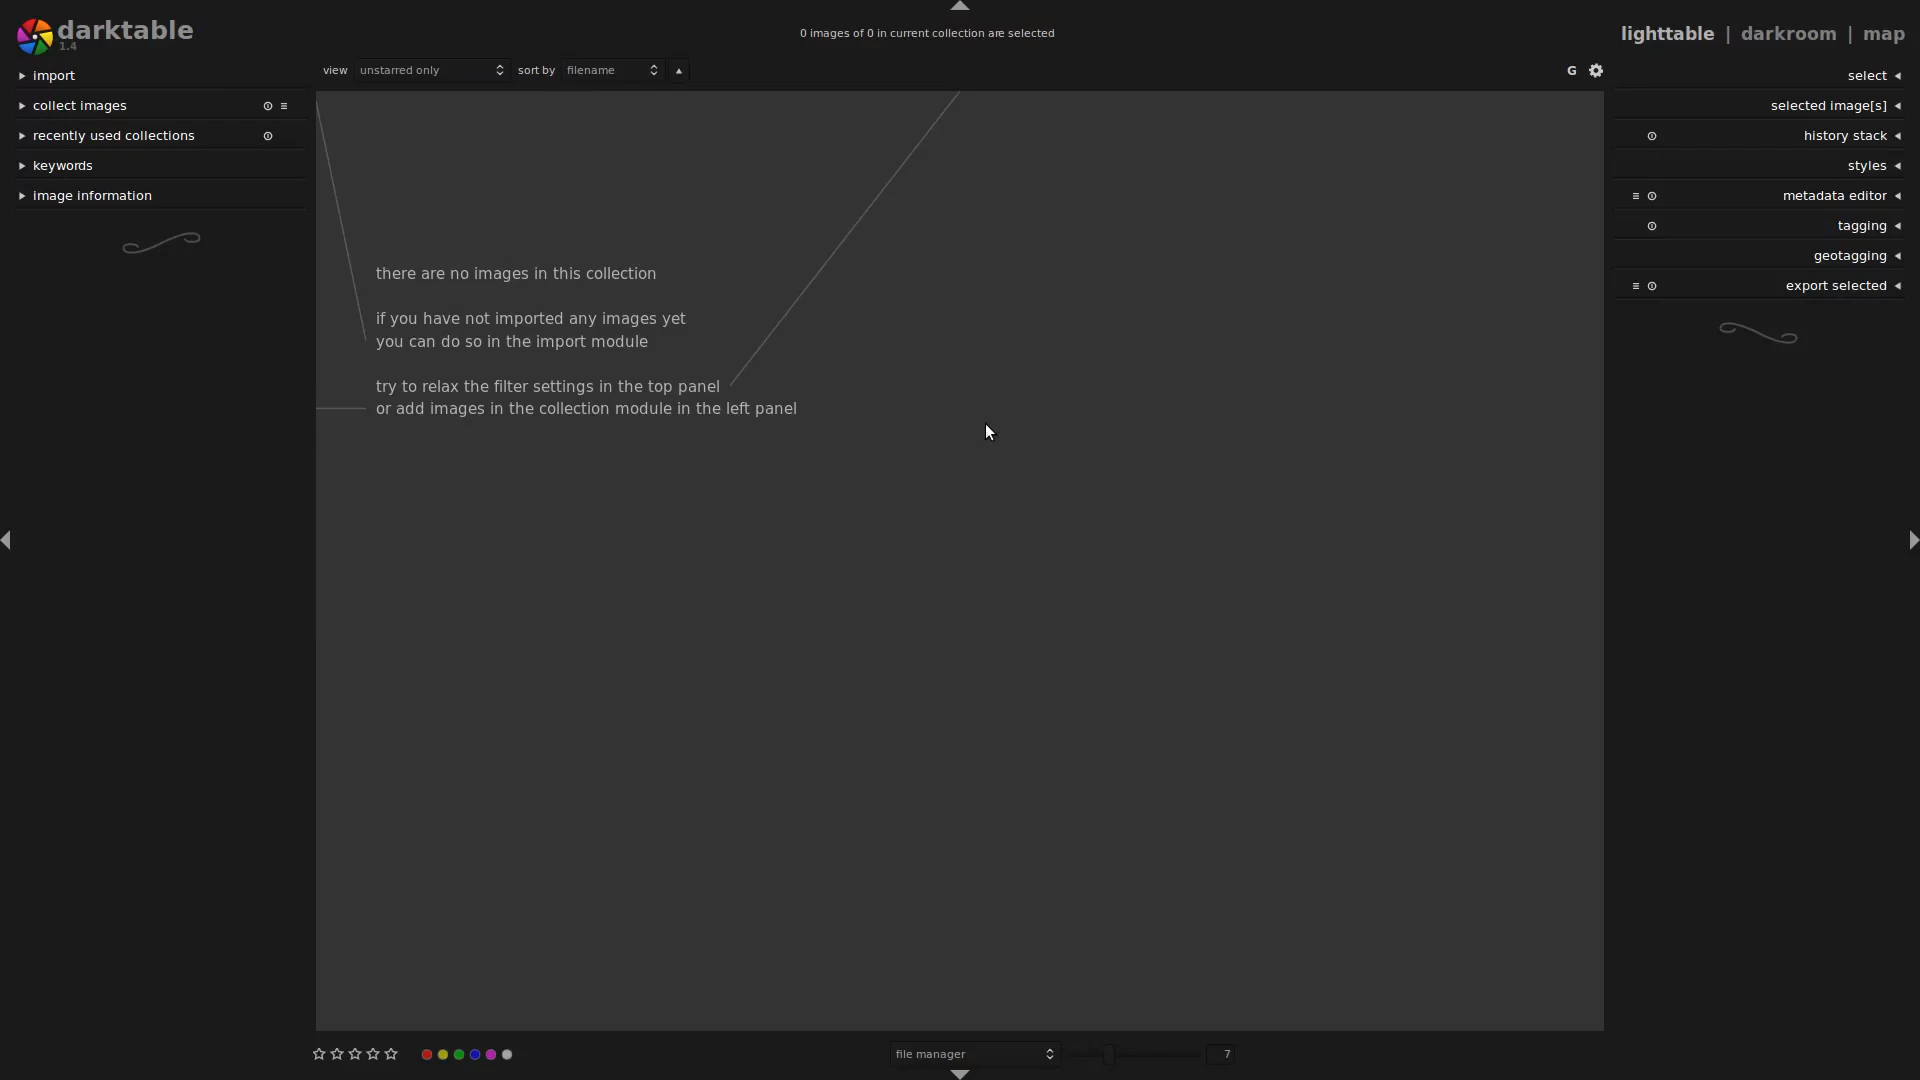 darktable
1.4
0 images of 0 in current collection are selected
lighttable | darkroom | map
view unstarred only sort by filename
G
import
collect images
recently used collections
keywords
image information
there are no images in this collection
if you have not imported any images yet
you can do so in the import module
try to relax the filter settings in the top panel
or add images in the collection module in the left panel
select
selected image[s]
history stack
styles
metadata editor
tagging
geotagging
export selected
file manager
7